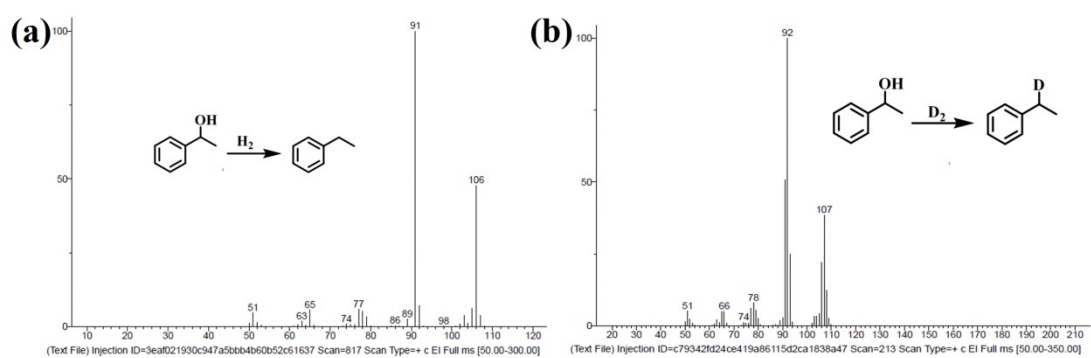 (a)
100
50
0
91
106
51
63
65
74
77
86
89
98
OH
H2
10 20 30 40 50 60 70 80 90 100 110 120
(Text File) Injection ID=3eaf021930c947a5bbb4b60b52c61637 Scan=817 Scan Type=+ c EI Full ms [50.00-300.00]
(b)
100
50
0
92
107
51
66
74
78
OH
D2
D
20 30 40 50 60 70 80 90 100 110 120 130 140 150 160 170 180 190 200 210
(Text File) Injection ID=c79342fd24ce419a86115d2ca1838a47 Scan=213 Scan Type=+ c EI Full ms [50.00-350.00]